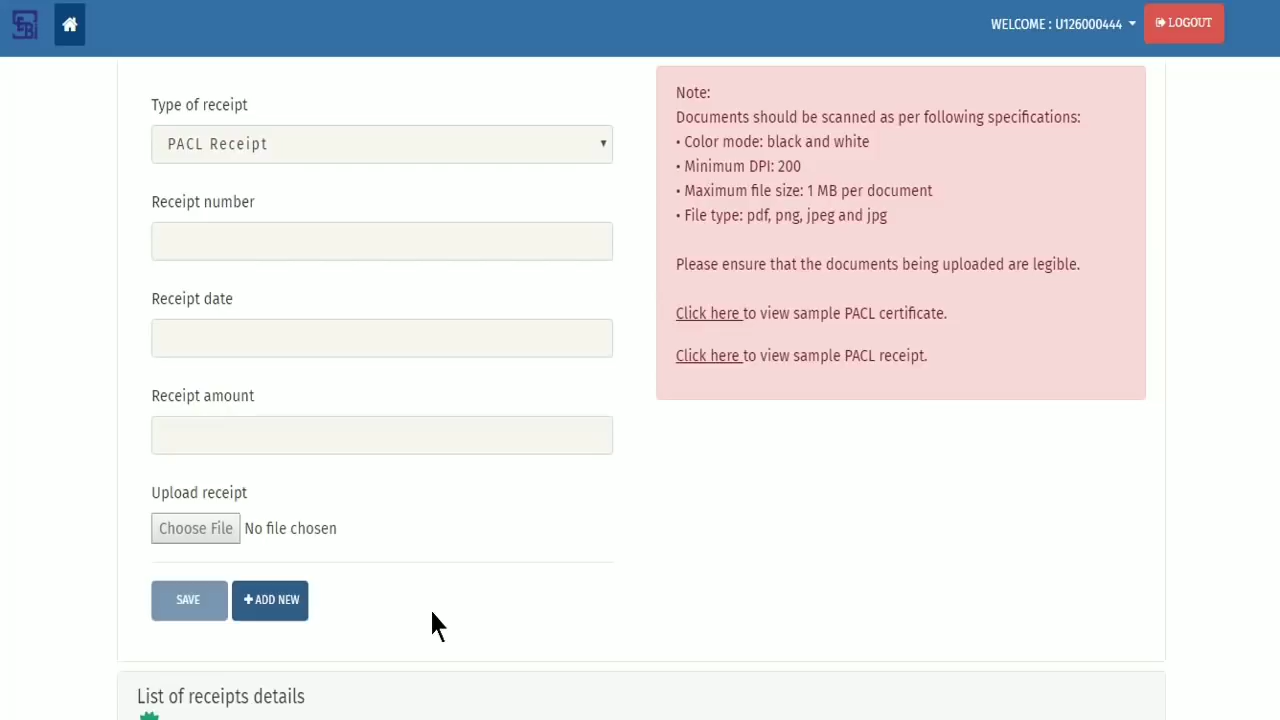 SEBI
WELCOME : U126000444
LOGOUT
Type of receipt
PACL Receipt
Receipt number
Receipt date
Receipt amount
Upload receipt
Choose File No file chosen
SAVE
ADD NEW
Note:
Documents should be scanned as per following specifications:
• Color mode: black and white
• Minimum DPI: 200
• Maximum file size: 1 MB per document
• File type: pdf, png, jpeg and jpg
Please ensure that the documents being uploaded are legible.
Click here to view sample PACL certificate.
Click here to view sample PACL receipt.
List of receipts details